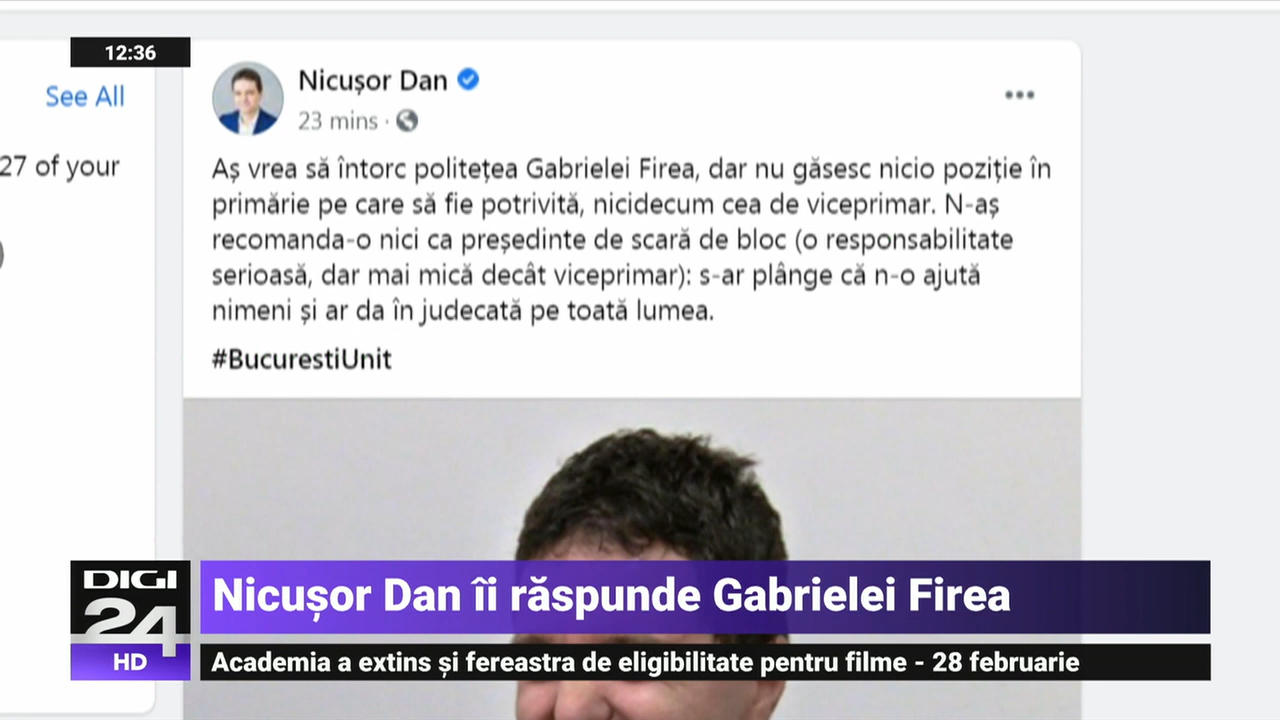 12:36
See All
27 of your
Nicușor Dan
23 mins ·
Aș vrea să întorc politețea Gabrielei Firea, dar nu găsesc nicio poziție în
primărie pe care să fie potrivită, nicidecum cea de viceprimar. N-aș
recomanda-o nici ca președinte de scară de bloc (o responsabilitate
serioasă, dar mai mică decât viceprimar): s-ar plânge că n-o ajută
nimeni și ar da în judecată pe toată lumea.
#BucurestiUnit
DIGI
24
HD
Nicușor Dan îi răspunde Gabrielei Firea
Academia a extins și fereastra de eligibilitate pentru filme - 28 februarie